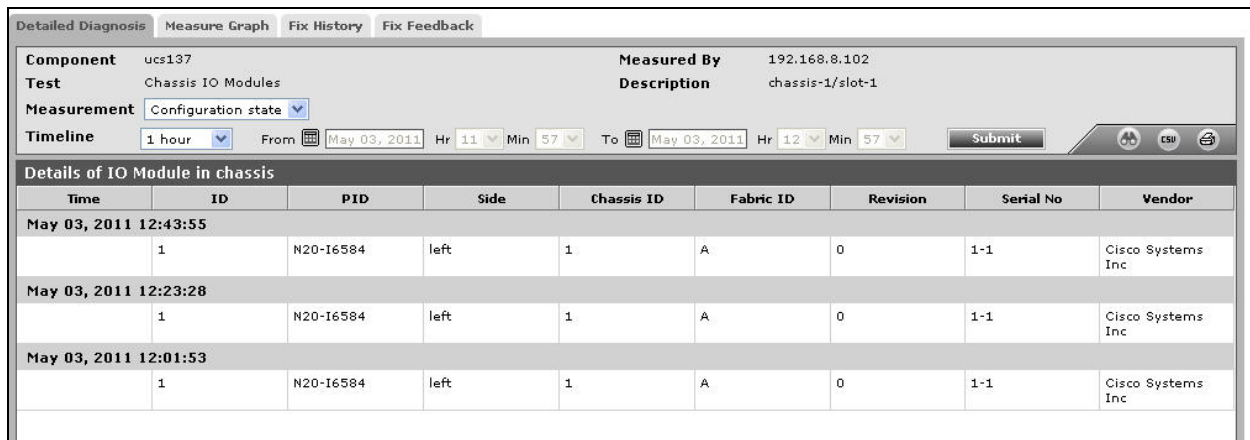 Detailed Diagnosis Measure Graph Fix History Fix Feedback
Component ucs137 Measured By 192.168.8.102
Test Chassis IO Modules Description chassis-1/slot-1
Measurement Configuration state
Timeline 1 hour From May 03, 2011 Hr 11 Min 57 To May 03, 2011 Hr 12 Min 57 Submit CSV
Details of IO Module in chassis
Time ID PID Side Chassis ID Fabric ID Revision Serial No Vendor
May 03, 2011 12:43:55
1 N20-I6584 left 1 A 0 1-1 Cisco Systems
Inc
May 03, 2011 12:23:28
1 N20-I6584 left 1 A 0 1-1 Cisco Systems
Inc
May 03, 2011 12:01:53
1 N20-I6584 left 1 A 0 1-1 Cisco Systems
Inc